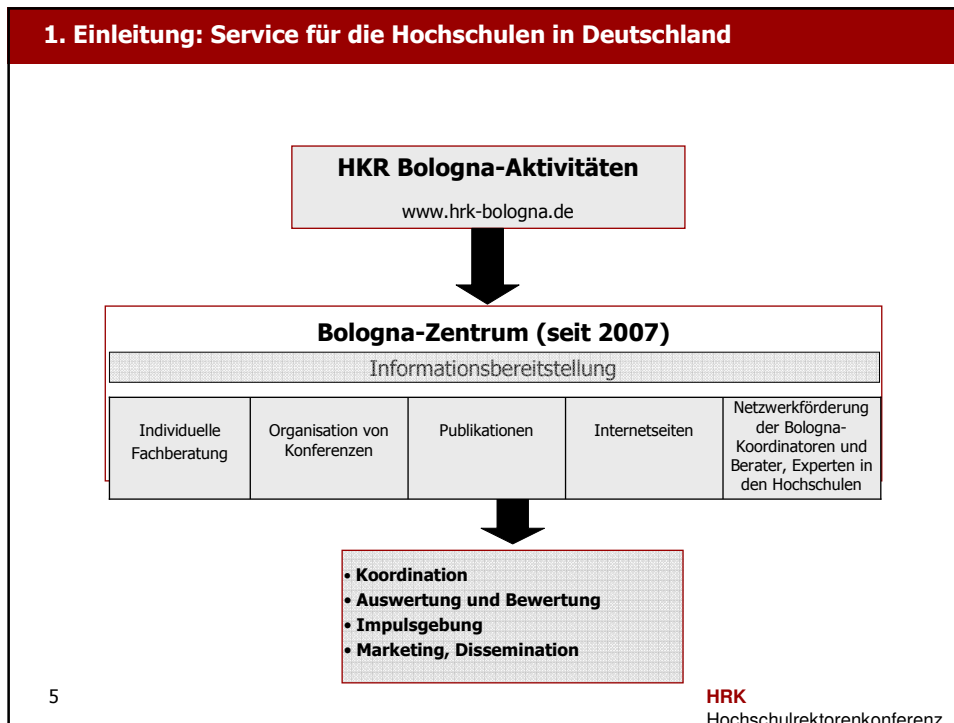 1. Einleitung: Service für die Hochschulen in Deutschland
HKR Bologna-Aktivitäten
www.hrk-bologna.de
Bologna-Zentrum (seit 2007)
Informationsbereitstellung
Individuelle
Fachberatung
Organisation von
Konferenzen
Publikationen
Internetseiten
Netzwerkförderung
der Bologna-
Koordinatoren und
Berater, Experten in
den Hochschulen
• Koordination
• Auswertung und Bewertung
• Impulsgebung
• Marketing, Dissemination
5
HRK
Hochschulrektorenkonferenz